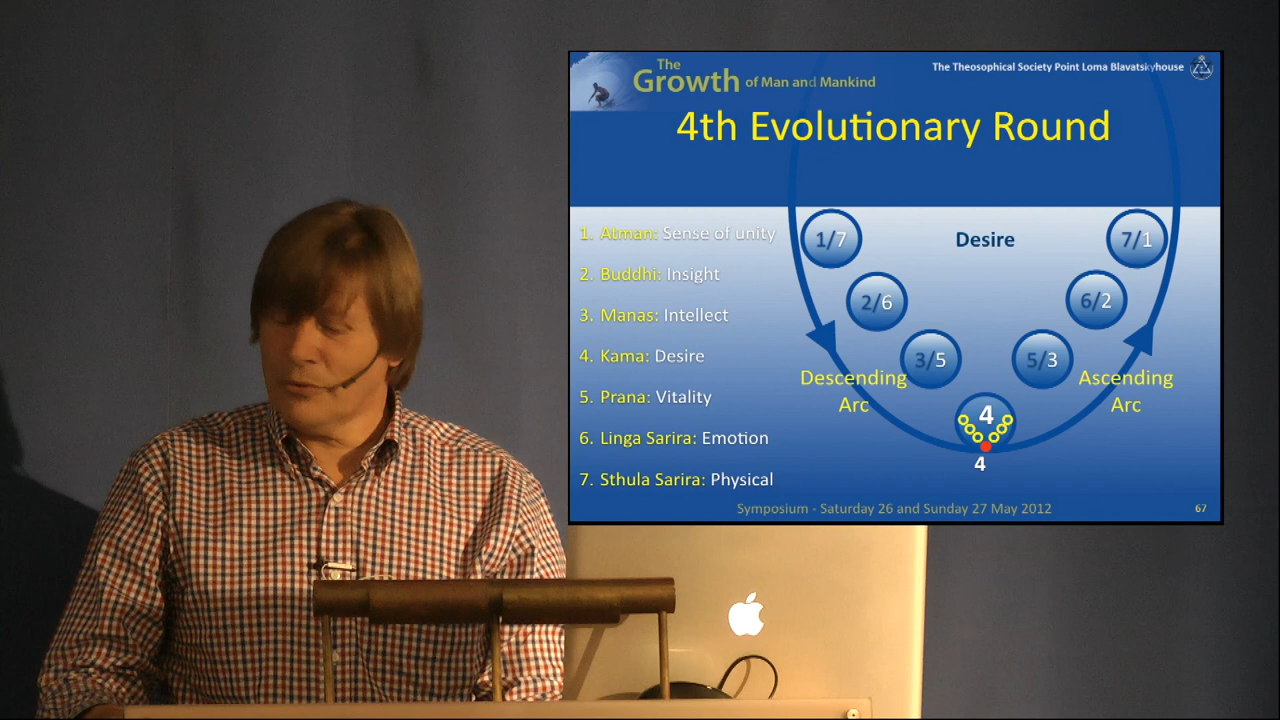 The
Growth of Man and Mankind
The Theosophical Society Point Loma Blavatskyhouse
4th Evolutionary Round
1. Atman: Sense of unity
2. Buddhi: Insight
3. Manas: Intellect
4. Kama: Desire
5. Prana: Vitality
6. Linga Sarira: Emotion
7. Sthula Sarira: Physical
1/7
Desire
7/1
2/6
6/2
3/5
5/3
Descending
Arc
Ascending
Arc
4
4
Symposium - Saturday 26 and Sunday 27 May 2012
67